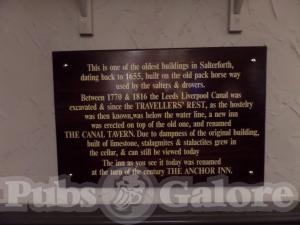 This is one of the oldest buildings in Salterforth,
dating back to 1655, built on the old pack horse way
used by the salters & drovers.
Between 1770 & 1816 the Leeds Liverpool Canal was
excavated & since the TRAVELLERS' REST, as the hostelry
was then known,was below the water line, a new inn
was erected on top of the old one, and renamed
THE CANAL TAVERN. Due to dampness of the original building,
built of limestone, stalagmites & stalactites grew in
the cellar, & can still be viewed today
The inn as you see it today was renamed
at the turn of the century THE ANCHOR INN.
Pubs Galore